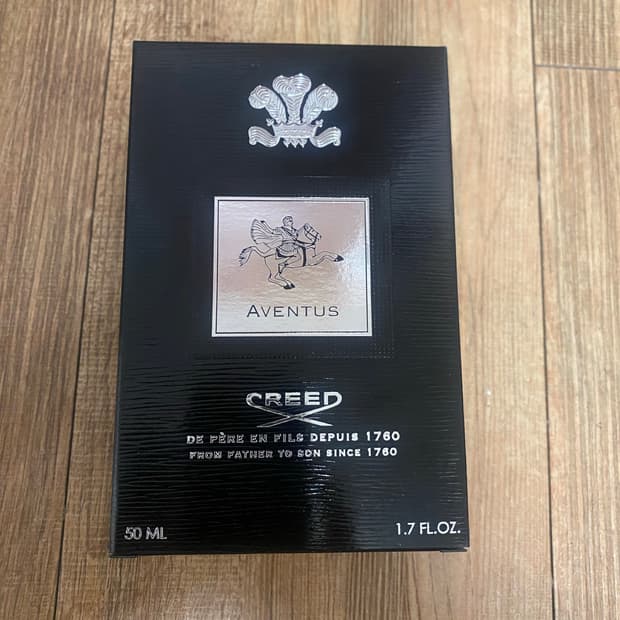 AVENTUS
CREED
DE PÈRE EN FILS DEPUIS 1760
FROM FATHER TO SON SINCE 1760
50 ML 1.7 FL.OZ.